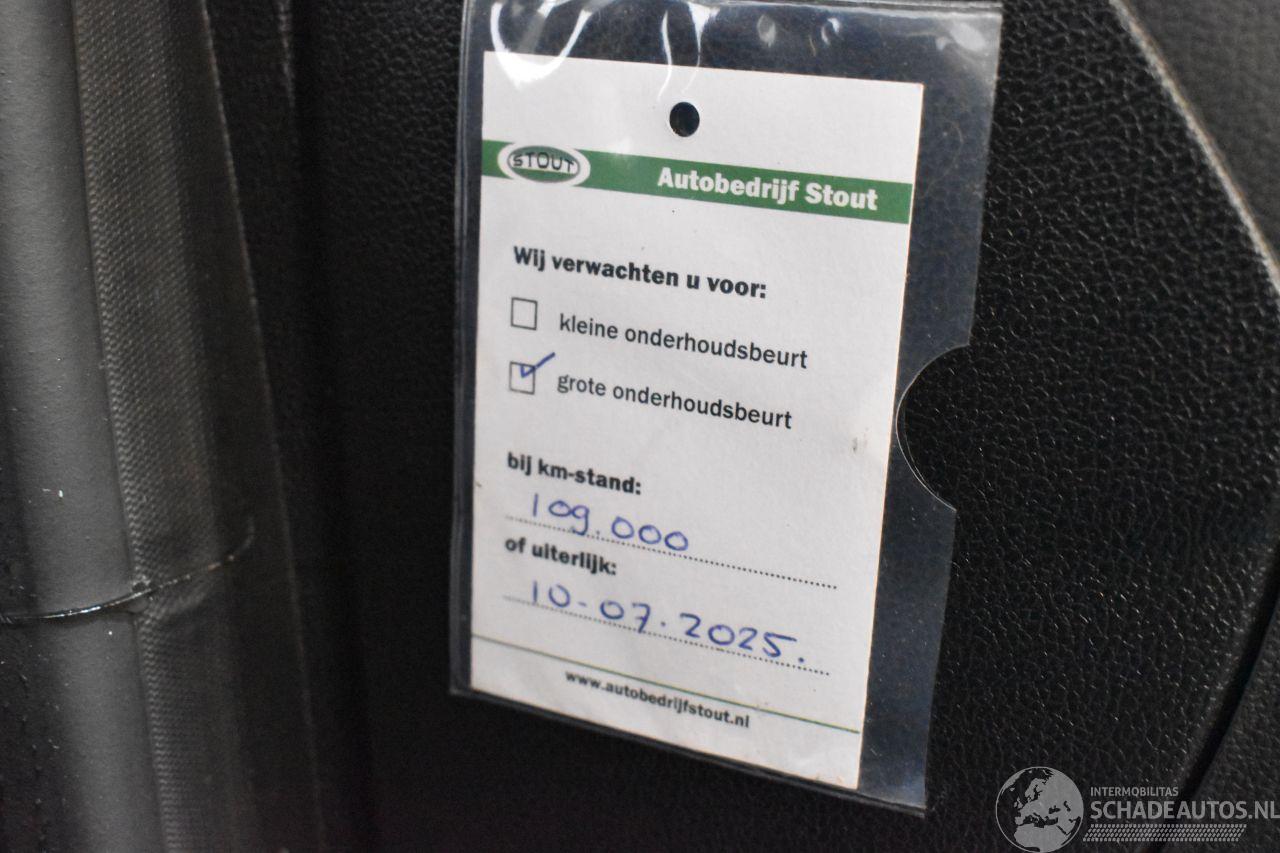 STOUT
Autobedrijf Stout
Wij verwachten u voor:
kleine onderhoudsbeurt
grote onderhoudsbeurt
bij km-stand:
109.000
of uiterlijk:
10-07.2025.
www.autobedrijfstout.nl
INTERMOBILITAS
SCHADEAUTOS.NL